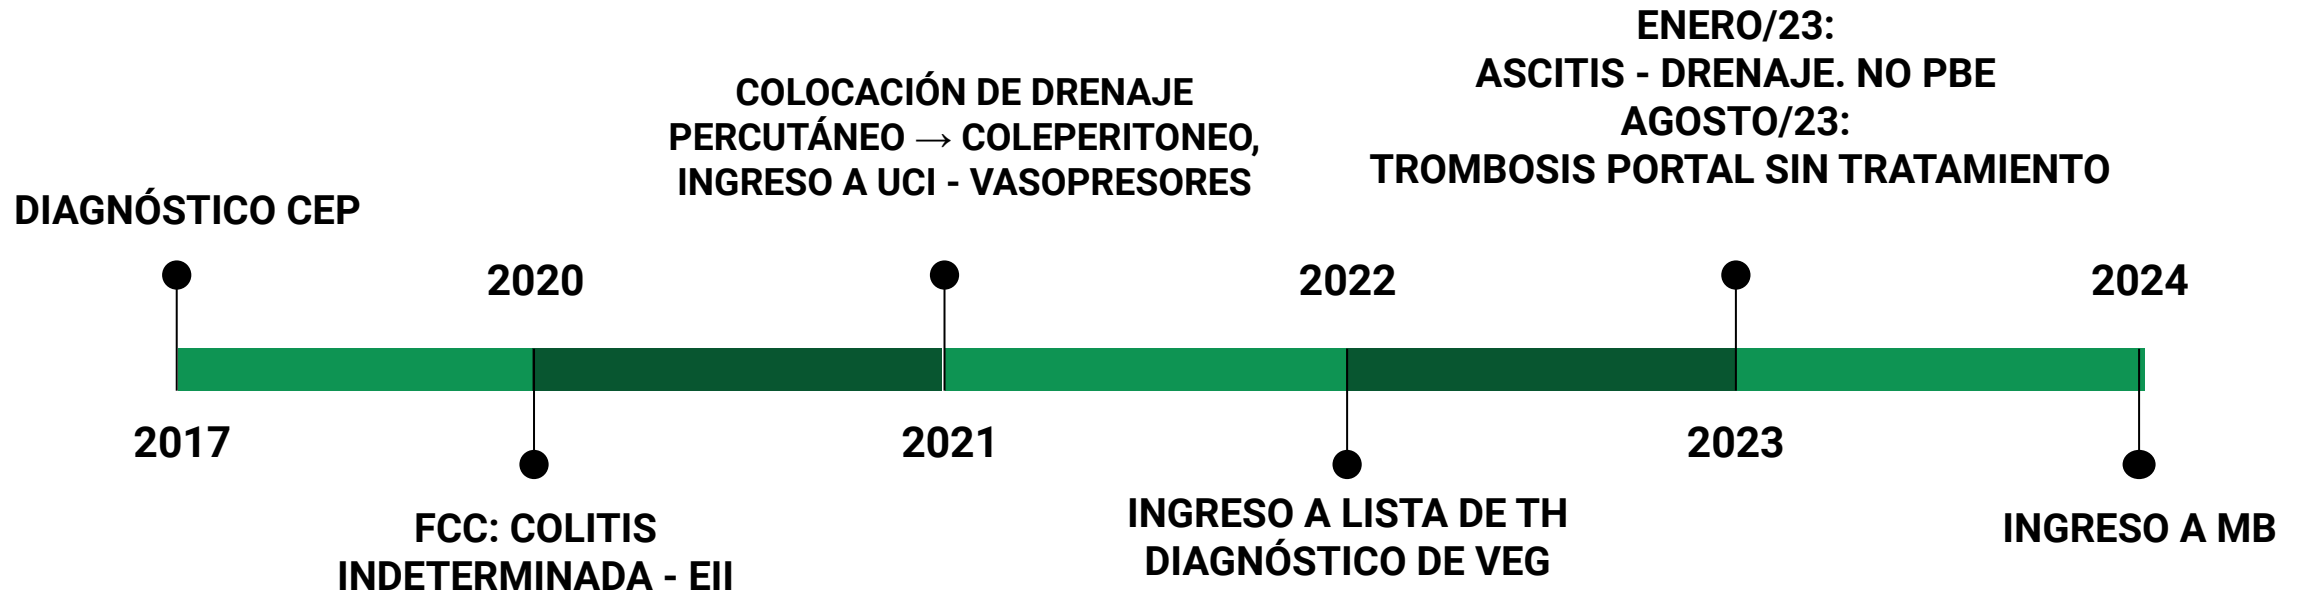 ENERO/23:
ASCITIS - DRENAJE. NO PBE
AGOSTO/23:
TROMBOSIS PORTAL SIN TRATAMIENTO
COLOCACIÓN DE DRENAJE
PERCUTÁNEO → COLEPERITONEO,
INGRESO A UCI - VASOPRESORES
DIAGNÓSTICO CEP
2020
2022
2024
2017
2021
2023
FCC: COLITIS
INDETERMINADA - EII
INGRESO A LISTA DE TH
DIAGNÓSTICO DE VEG
INGRESO A MB